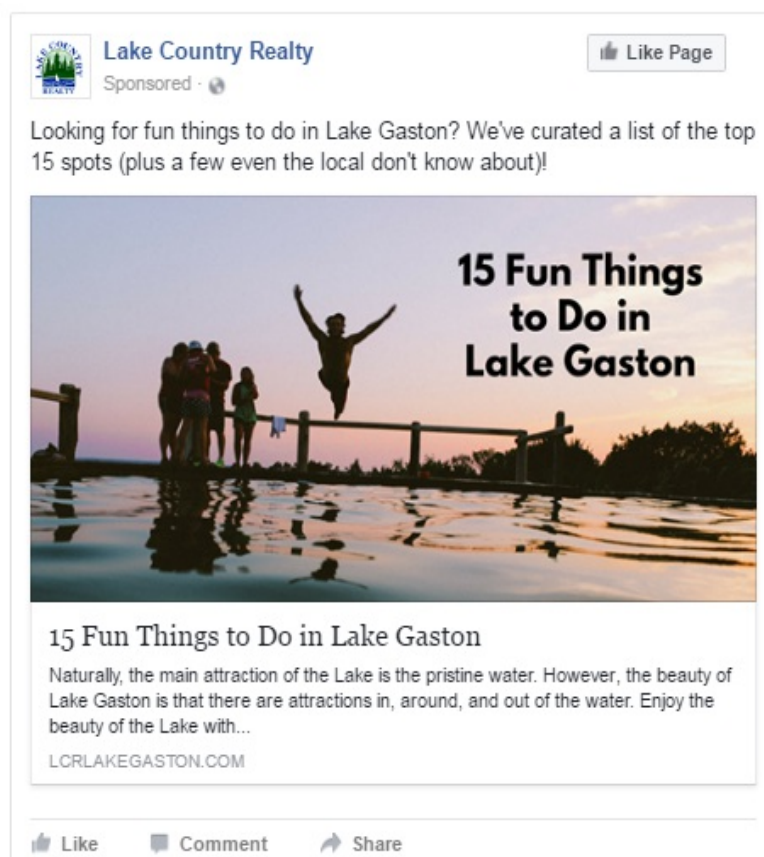 LAKE COUNTRY
REALTY
Lake Country Realty
Like Page
Sponsored ·
Looking for fun things to do in Lake Gaston? We've curated a list of the top
15 spots (plus a few even the local don't know about)!
15 Fun Things
to Do in
Lake Gaston
15 Fun Things to Do in Lake Gaston
Naturally, the main attraction of the Lake is the pristine water. However, the beauty of
Lake Gaston is that there are attractions in, around, and out of the water. Enjoy the
beauty of the Lake with...
LCRLAKEGASTON.COM
Like Comment Share